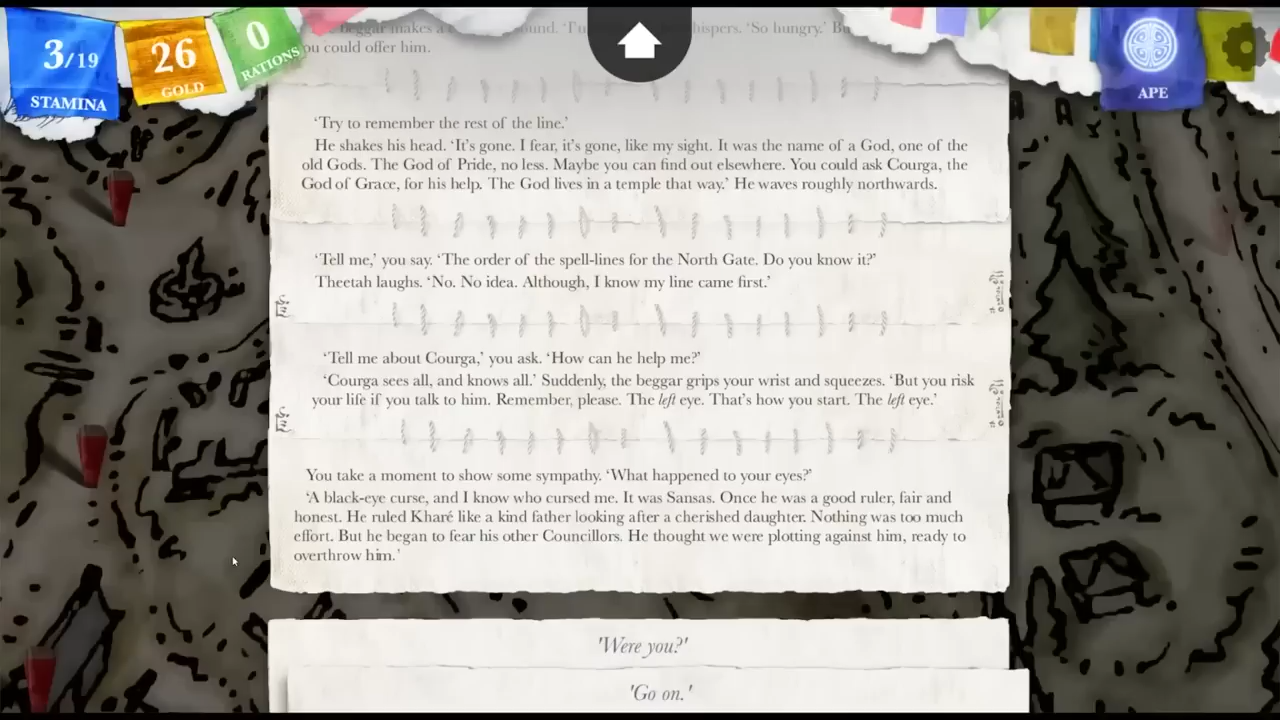 3/19
STAMINA
26
GOLD
0
RATIONS
APE
beggar makes a
hispers. 'So hungry.'
ou could offer him.
'Try to remember the rest of the line.'
He shakes his head. 'It's gone. I fear, it's gone, like my sight. It was the name of a God, one of the
old Gods. The God of Pride, no less. Maybe you can find out elsewhere. You could ask Courga, the
God of Grace, for his help. The God lives in a temple that way.' He waves roughly northwards.
'Tell me,' you say. 'The order of the spell-lines for the North Gate. Do you know it?'
Theetah laughs. 'No. No idea. Although, I know my line came first.'
'Tell me about Courga,' you ask. 'How can he help me?'
'Courga sees all, and knows all.' Suddenly, the beggar grips your wrist and squeezes. 'But you risk
your life if you talk to him. Remember, please. The left eye. That's how you start. The left eye.'
You take a moment to show some sympathy. 'What happened to your eyes?'
'A black-eye curse, and I know who cursed me. It was Sansas. Once he was a good ruler, fair and
honest. He ruled Kharé like a kind father looking after a cherished daughter. Nothing was too much
effort. But he began to fear his other Councillors. He thought we were plotting against him, ready to
overthrow him.'
'Were you?'
'Go on.'